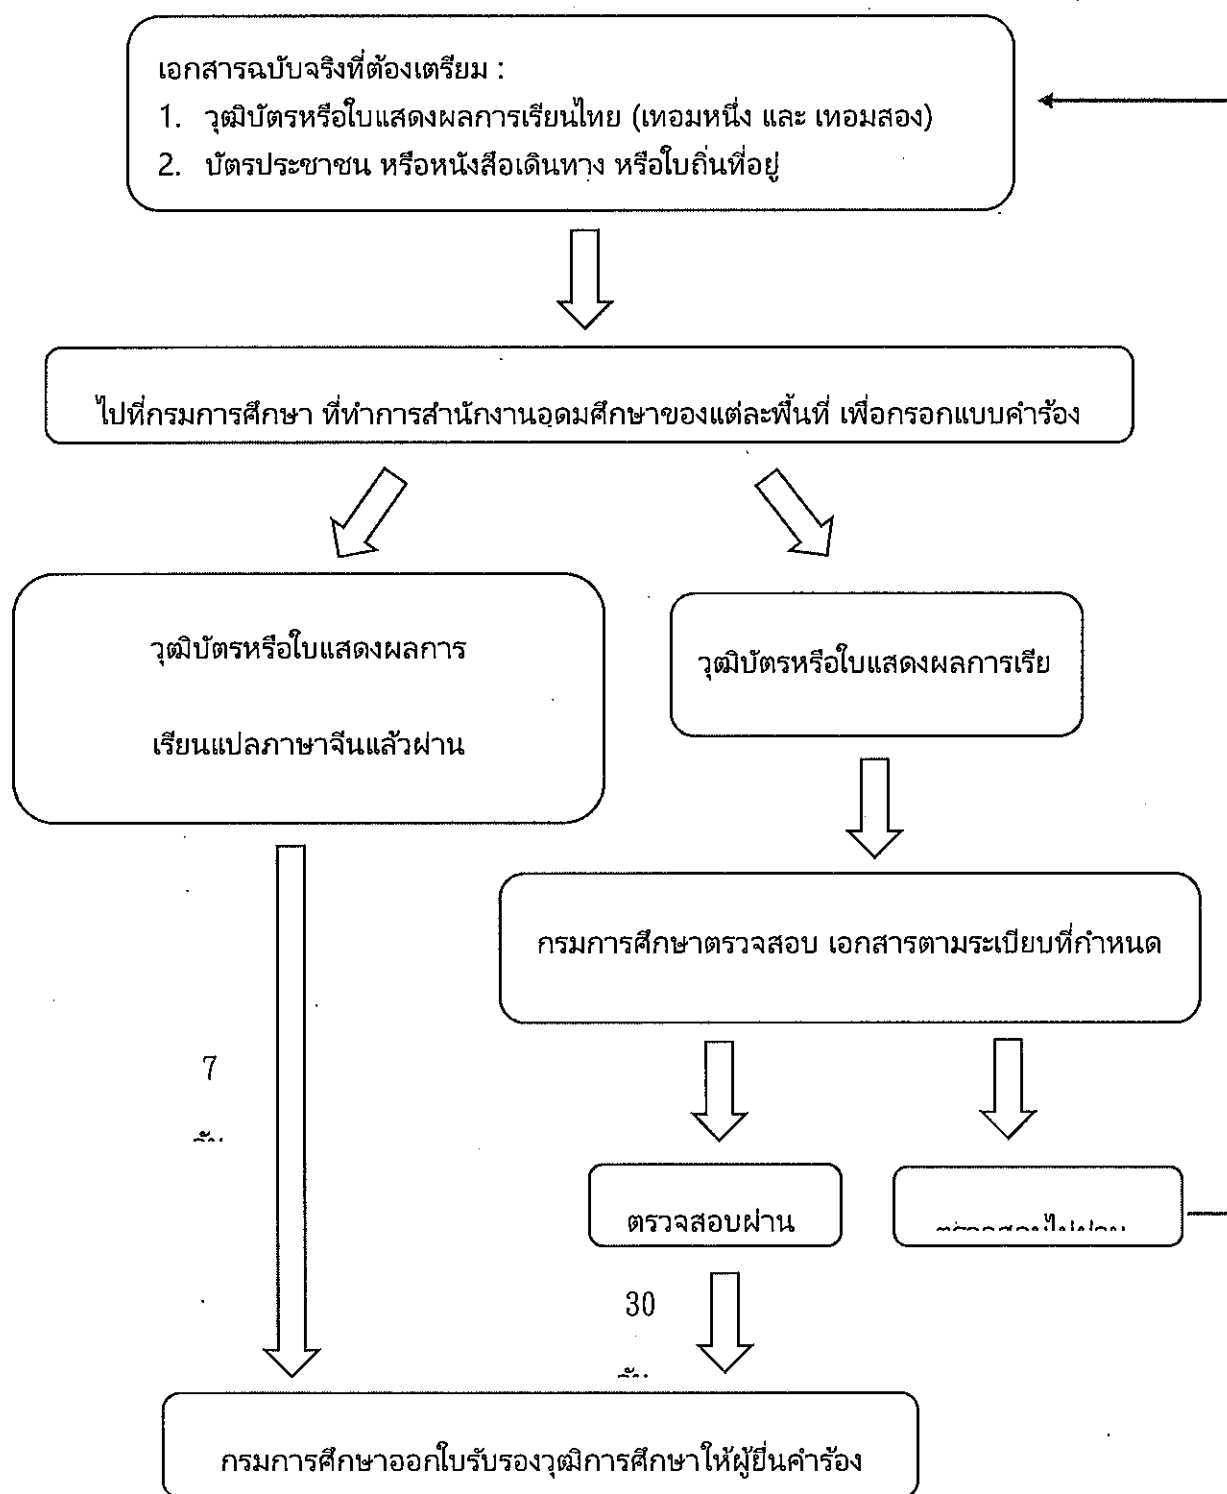 เอกสารฉบับจริงที่ต้องเตรียม :
1. วุฒิบัตรหรือใบแสดงผลการเรียนไทย (เทอมหนึ่ง และ เทอมสอง)
2. บัตรประชาชน หรือหนังสือเดินทาง หรือใบถิ่นที่อยู่
ไปที่กรมการศึกษา ที่ทำการสำนักงานอุดมศึกษาของแต่ละพื้นที่ เพื่อกรอกแบบคำร้อง
วุฒิบัตรหรือใบแสดงผลการ
เรียนแปลภาษาจีนแล้วผ่าน
วุฒิบัตรหรือใบแสดงผลการเรีย
กรมการศึกษาตรวจสอบ เอกสารตามระเบียบที่กำหนด
7
ตรวจสอบผ่าน
30
กรมการศึกษาออกใบรับรองวุฒิการศึกษาให้ผู้ยื่นคำร้อง